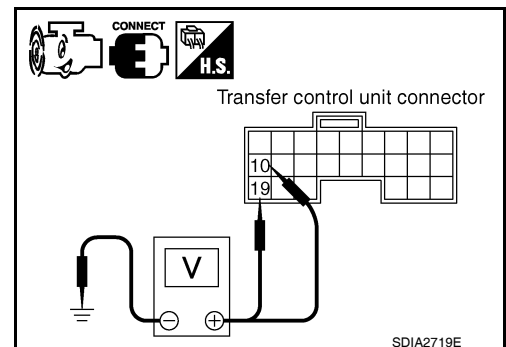 CONNECT
H.S.
Transfer control unit connector
10
19
V
− +
SDIA2719E